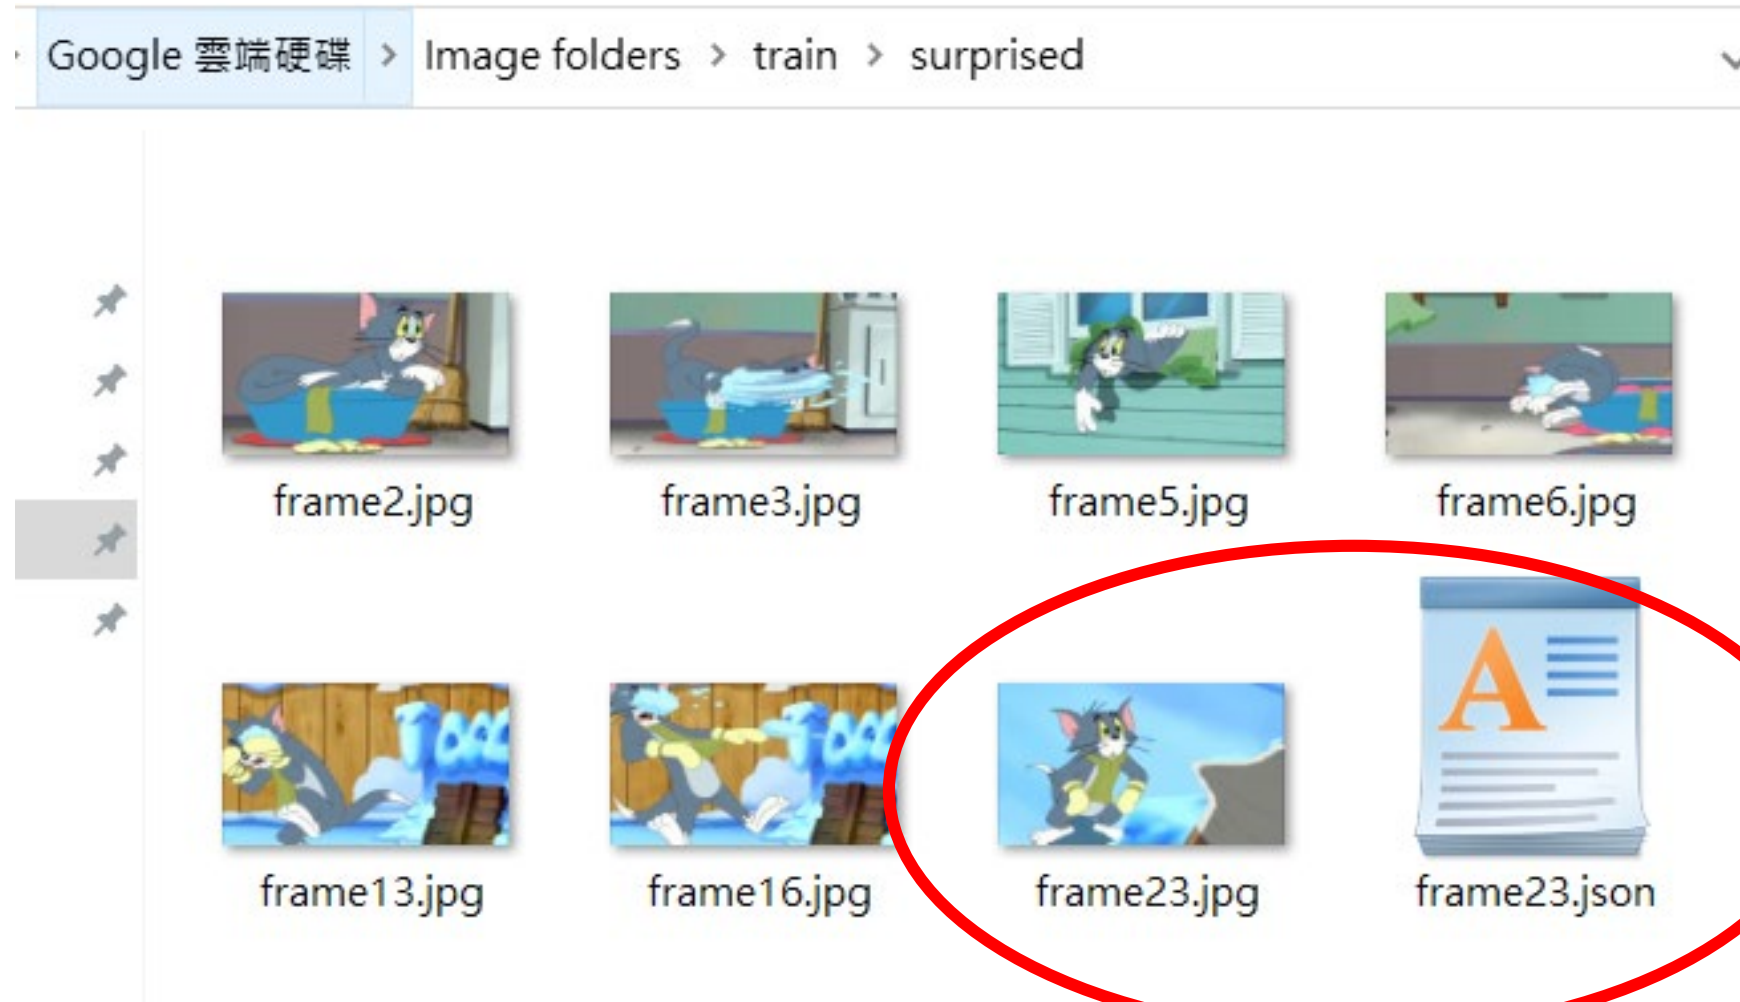 Google 雲端硬碟 > Image folders > train > surprised
frame2.jpg frame3.jpg frame5.jpg frame6.jpg
frame13.jpg frame16.jpg frame23.jpg frame23.json